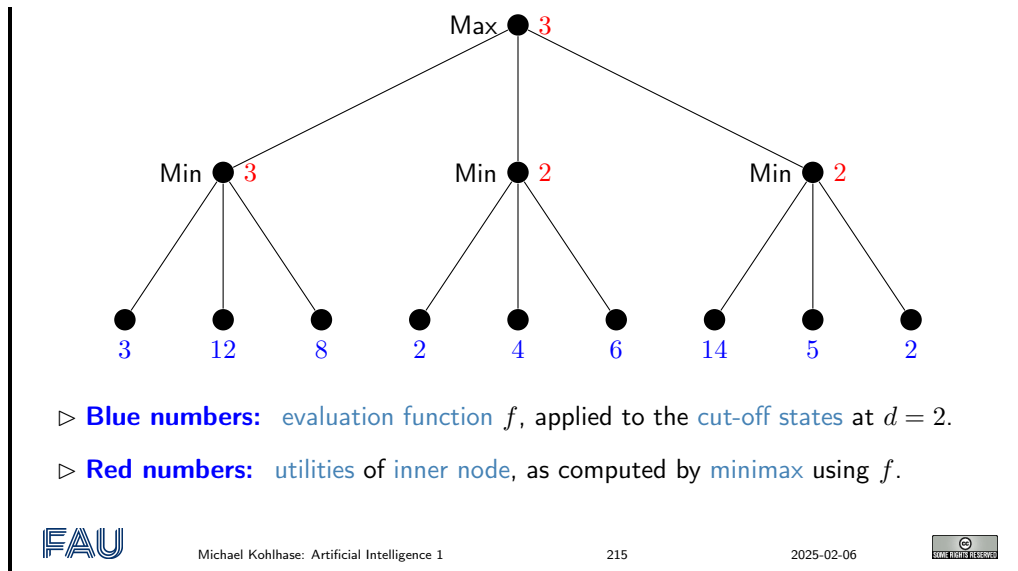 Max 3
Min 3 Min 2 Min 2
3 12 8 2 4 6 14 5 2
▷ Blue numbers: evaluation function f, applied to the cut-off states at d = 2.
▷ Red numbers: utilities of inner node, as computed by minimax using f.
FAU Michael Kohlhase: Artificial Intelligence 1 215 2025-02-06 cc SOME RIGHTS RESERVED